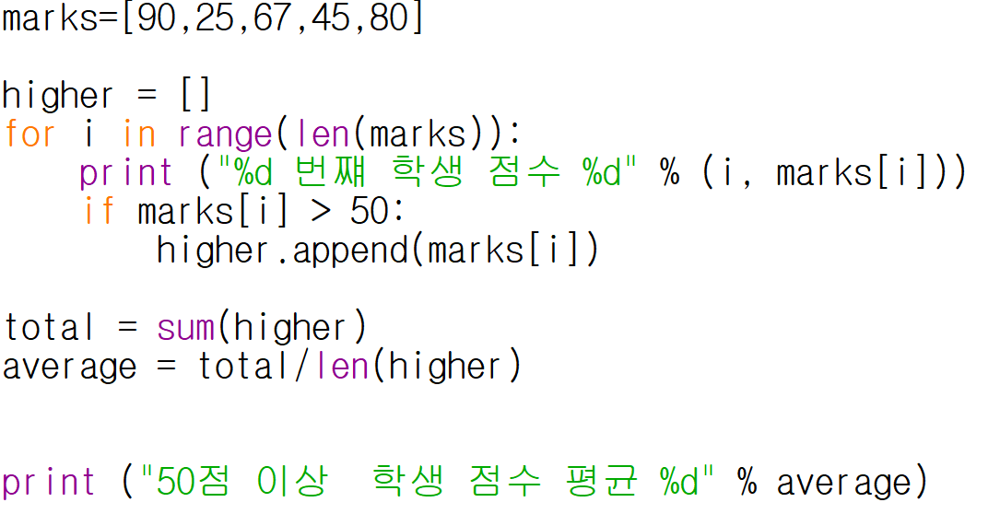 marks=[90,25,67,45,80]
higher = []
for i in range(len(marks)):
print ("%d 번쨰 학생 점수 %d" % (i, marks[i]))
if marks[i] > 50:
higher.append(marks[i])
total = sum(higher)
average = total/len(higher)
print ("50점 이상  학생 점수 평균 %d" % average)